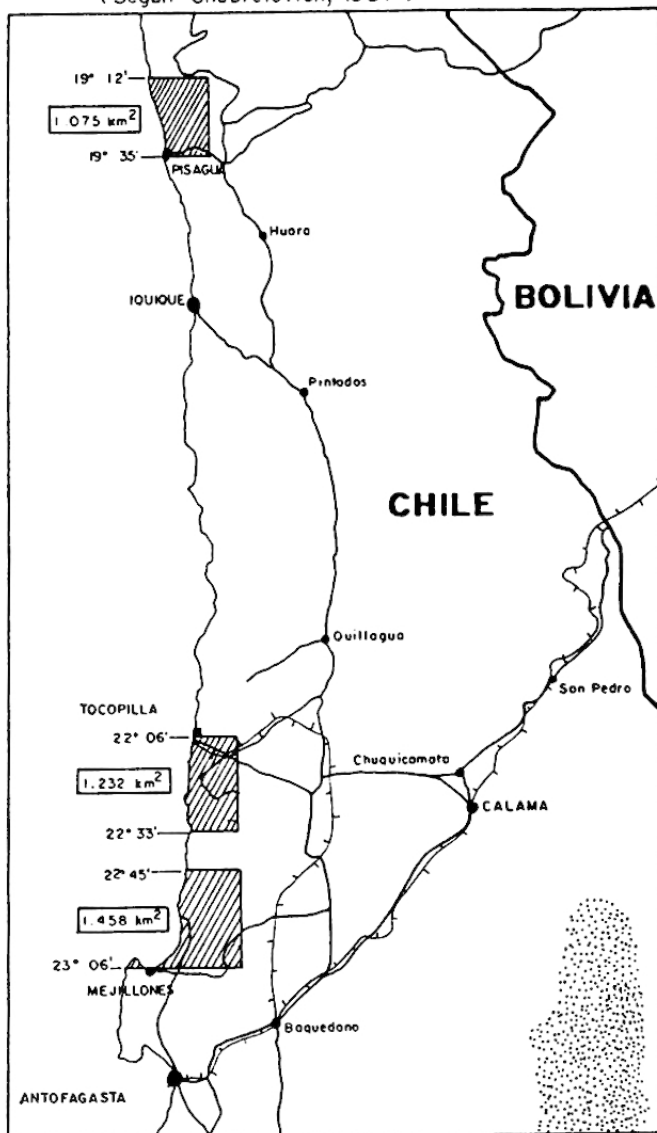 19° 12'
1.075 km²
19° 35'
PISAGUA
Huara
IQUIQUE
BOLIVIA
Pintados
CHILE
Quillagua
San Pedro
TOCOPILLA
22° 06'
Chuquicamata
1.232 km²
CALAMA
22° 33'
22° 45'
1.458 km²
23° 06'
MEJILLONES
Baquedano
ANTOFAGASTA